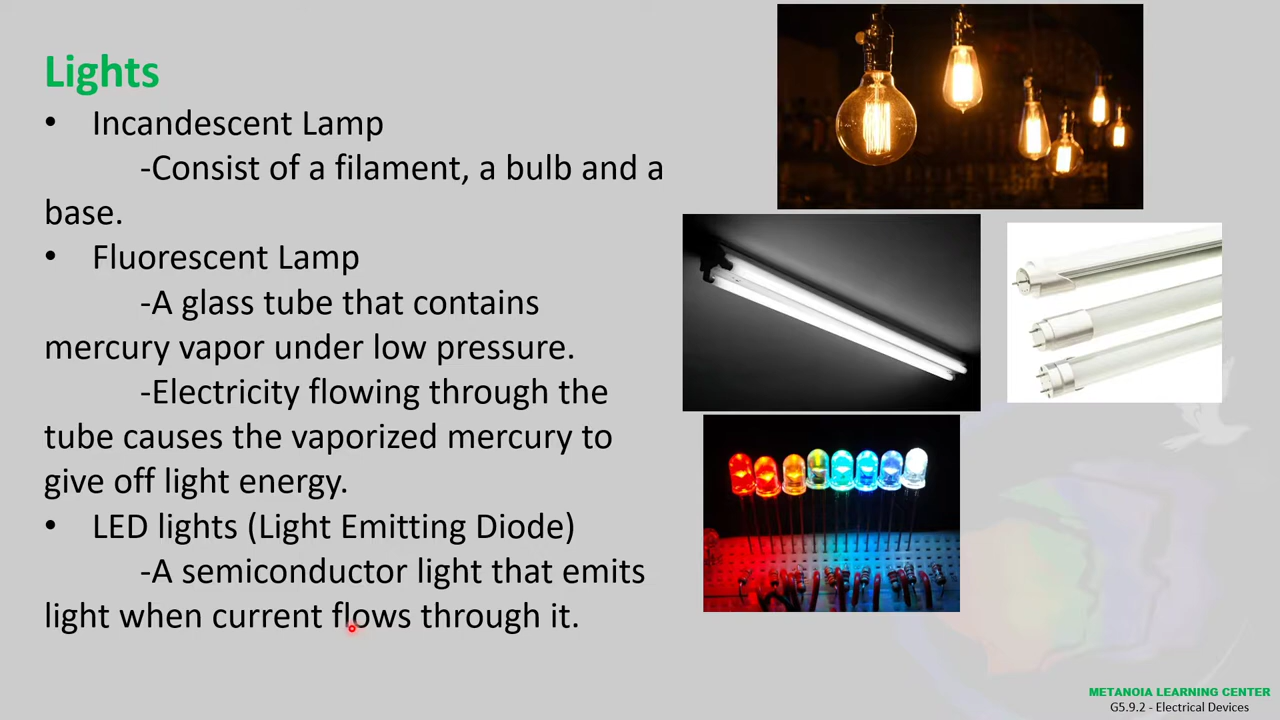 Lights
• Incandescent Lamp
-Consist of a filament, a bulb and a
base.
• Fluorescent Lamp
-A glass tube that contains
mercury vapor under low pressure.
-Electricity flowing through the
tube causes the vaporized mercury to
give off light energy.
• LED lights (Light Emitting Diode)
-A semiconductor light that emits
light when current flows through it.
METANOIA LEARNING CENTER
G5.9.2 - Electrical Devices